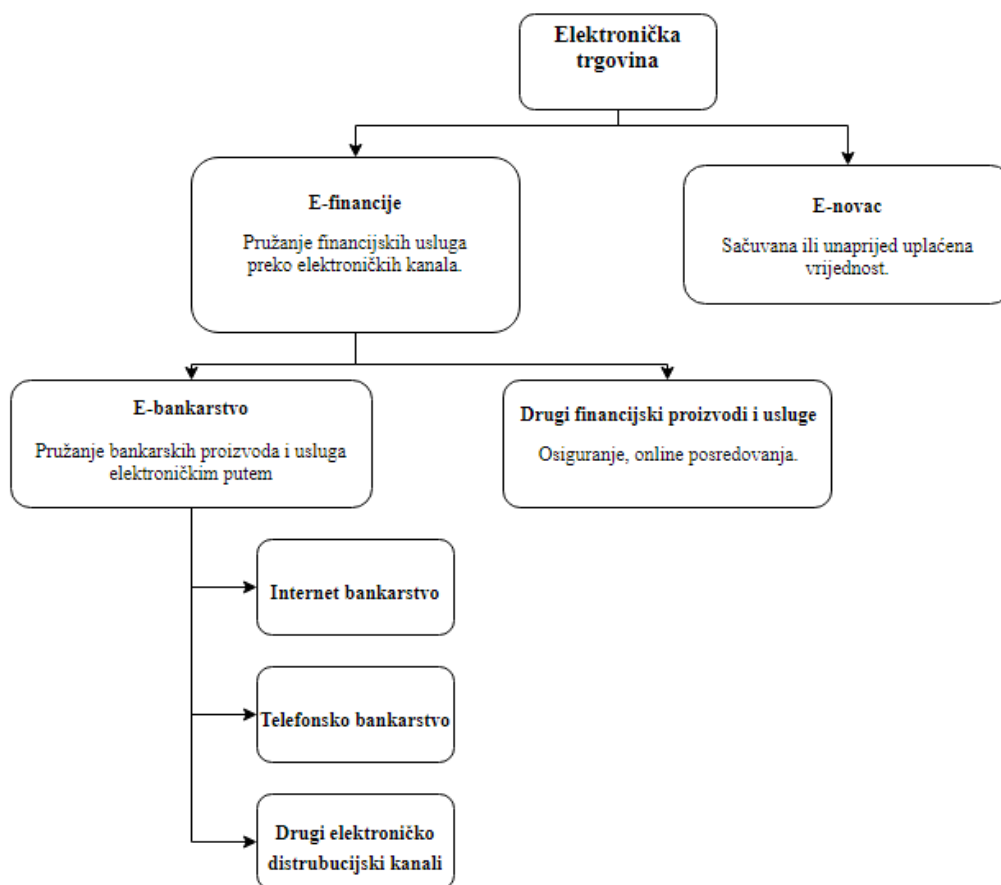 Elektronička
trgovina
E-financije
Pružanje financijskih usluga
preko elektroničkih kanala.
E-novac
Sačuvana ili unaprijed uplaćena
vrijednost.
E-bankarstvo
Pružanje bankarskih proizvoda i usluga
elektroničkim putem
Drugi financijski proizvodi i usluge
Osiguranje, online posredovanja.
Internet bankarstvo
Telefonsko bankarstvo
Drugi elektroničko
distrubucijski kanali